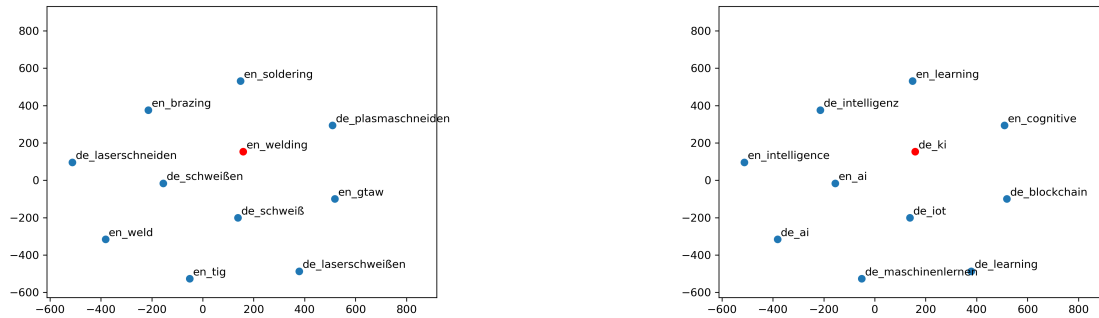 800
600
400
200
0
−200
−400
−600
−600
−400
−200
0
200
400
600
800
en_soldering
en_brazing
de_plasmaschneiden
en_welding
de_laserschneiden
de_schweißen
en_gtaw
de_schweiß
en_weld
de_laserschweißen
en_tig
800
600
400
200
0
−200
−400
−600
−600
−400
−200
0
200
400
600
800
en_learning
de_intelligenz
en_cognitive
de_ki
en_intelligence
en_ai
de_blockchain
de_iot
de_ai
de_learning
de_maschinenlernen